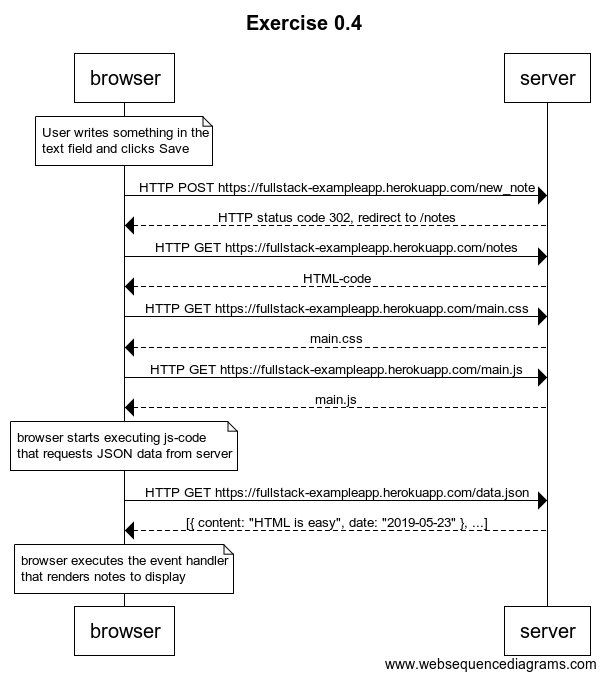 Exercise 0.4
browser
server
User writes something in the
text field and clicks Save
HTTP POST https://fullstack-exampleapp.herokuapp.com/new_note
HTTP status code 302, redirect to /notes
HTTP GET https://fullstack-exampleapp.herokuapp.com/notes
HTML-code
HTTP GET https://fullstack-exampleapp.herokuapp.com/main.css
main.css
HTTP GET https://fullstack-exampleapp.herokuapp.com/main.js
main.js
browser starts executing js-code
that requests JSON data from server
HTTP GET https://fullstack-exampleapp.herokuapp.com/data.json
[{ content: "HTML is easy", date: "2019-05-23" }, ...]
browser executes the event handler
that renders notes to display
browser
server
www.websequencediagrams.com